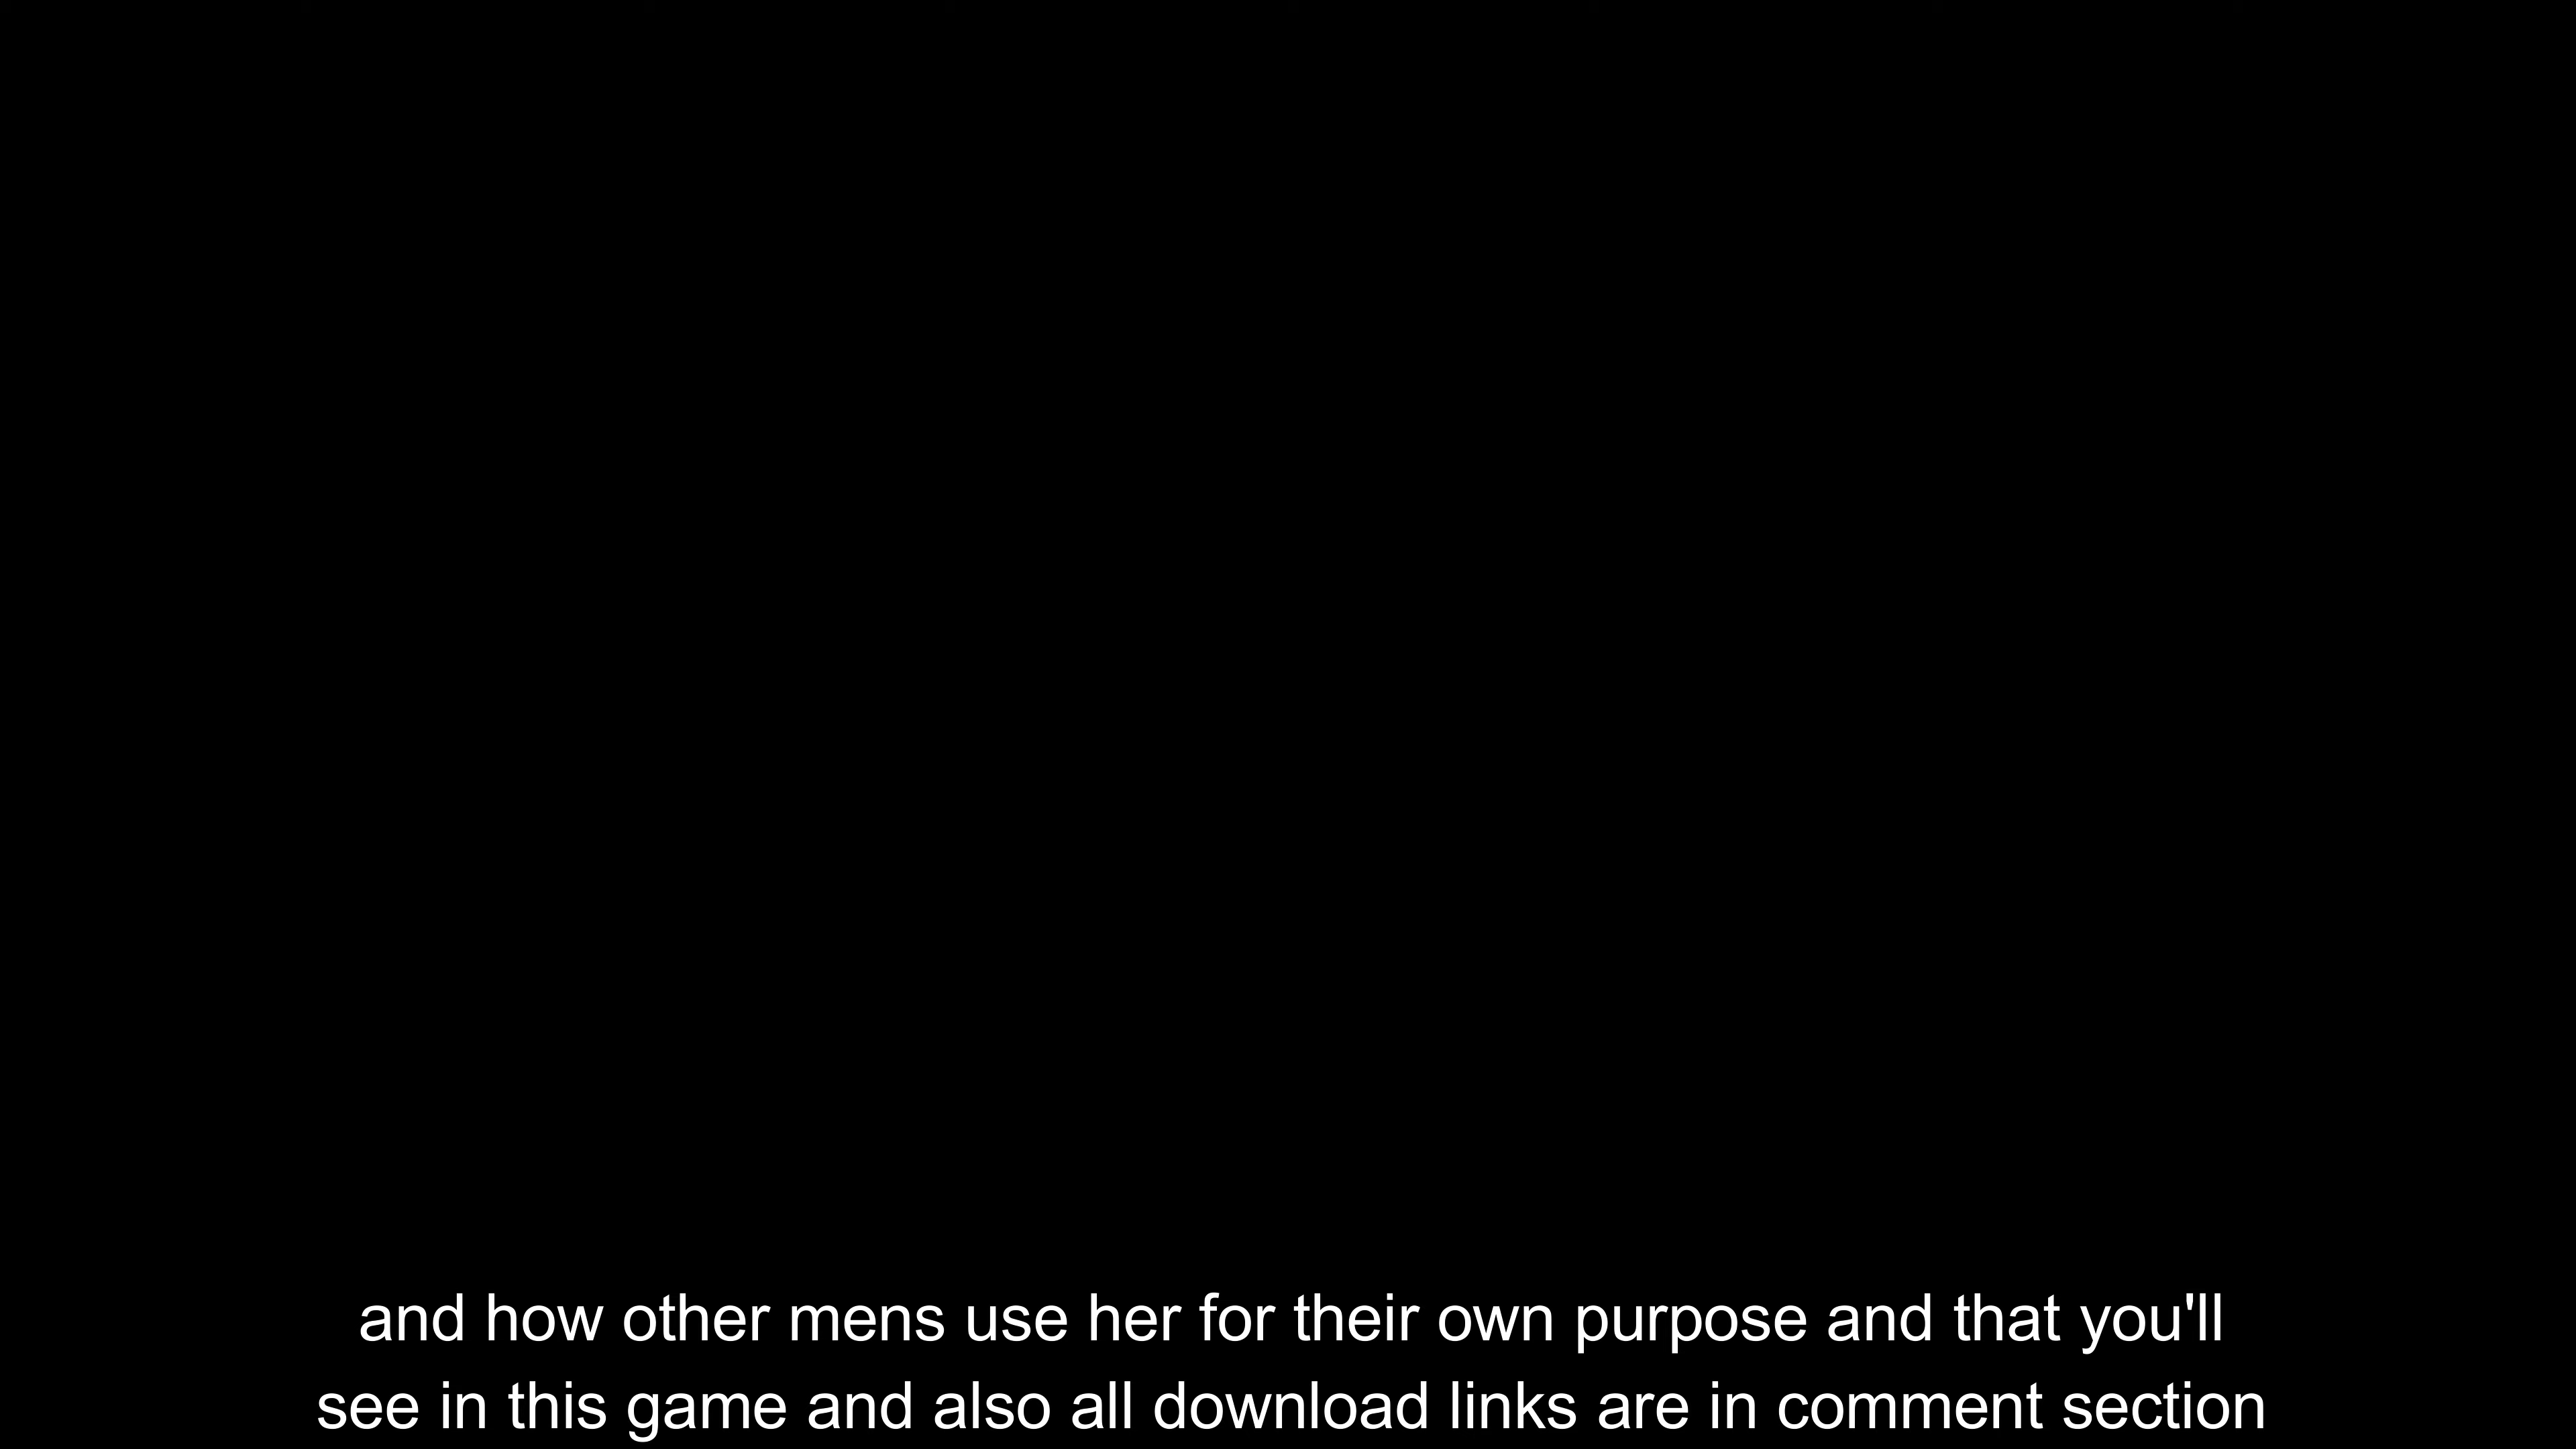 and how other mens use her for their own purpose and that you'll
see in this game and also all download links are in comment section